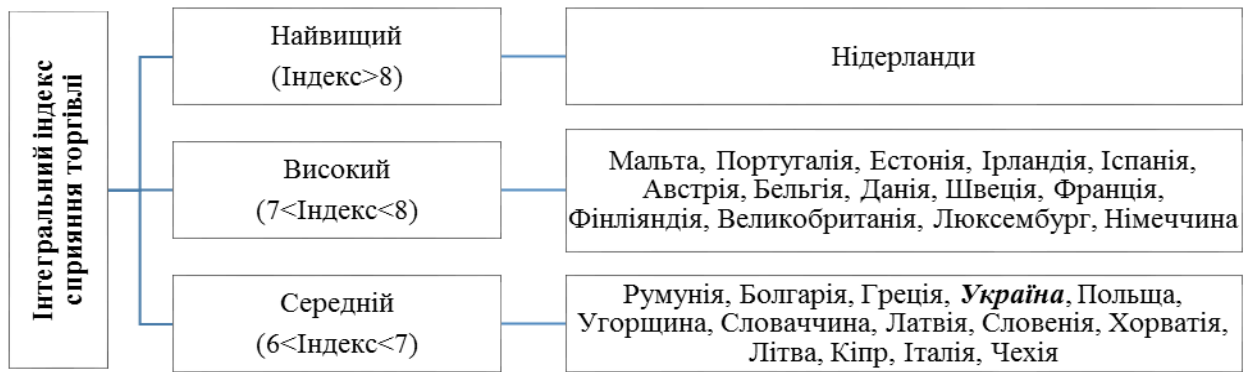 Інтегральний індекс
сприяння торгівлі
Найвищий
(Індекс>8)
Нідерланди
Високий
(7<Індекс<8)
Мальта, Португалія, Естонія, Ірландія, Іспанія,
Австрія, Бельгія, Данія, Швеція, Франція,
Фінліяндія, Великобританія, Люксембург, Німеччина
Середній
(6<Індекс<7)
Румунія, Болгарія, Греція, Україна, Польща,
Угорщина, Словаччина, Латвія, Словенія, Хорватія,
Літва, Кіпр, Італія, Чехія